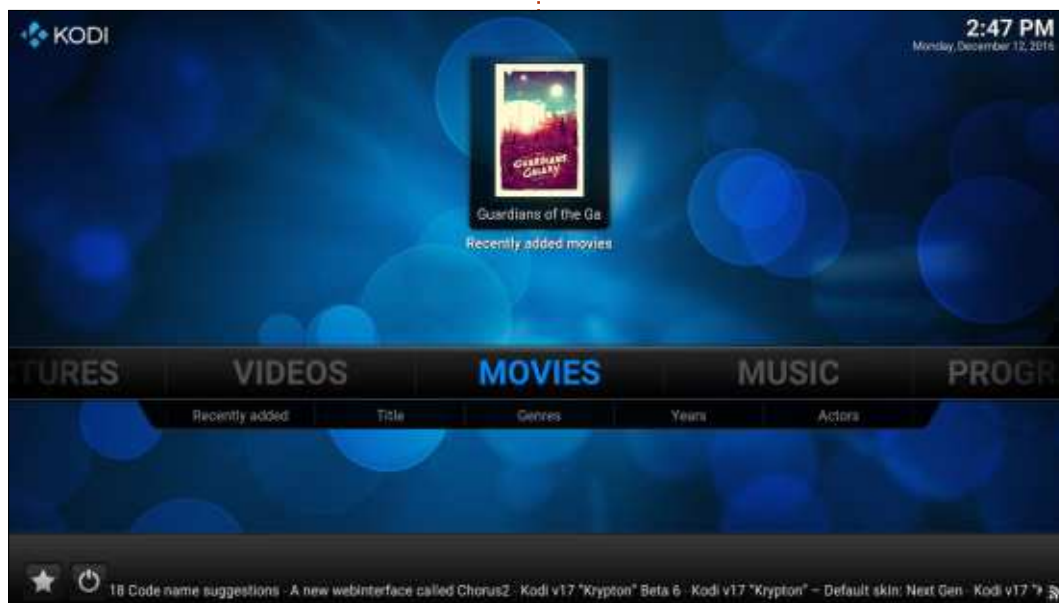 KODI
2:47 PM
Monday, December 12, 2016
GUARDIANS
GALAXY
Guardians of the Ga
Recently added movies
TURES VIDEOS MOVIES MUSIC PROGR
Recently added Title Genres Years Actors
18 Code name suggestions - A new webinterface called Chorus2 - Kodi v17 "Krypton" Beta 6 - Kodi v17 "Krypton" – Default skin: Next Gen - Kodi v17 "K